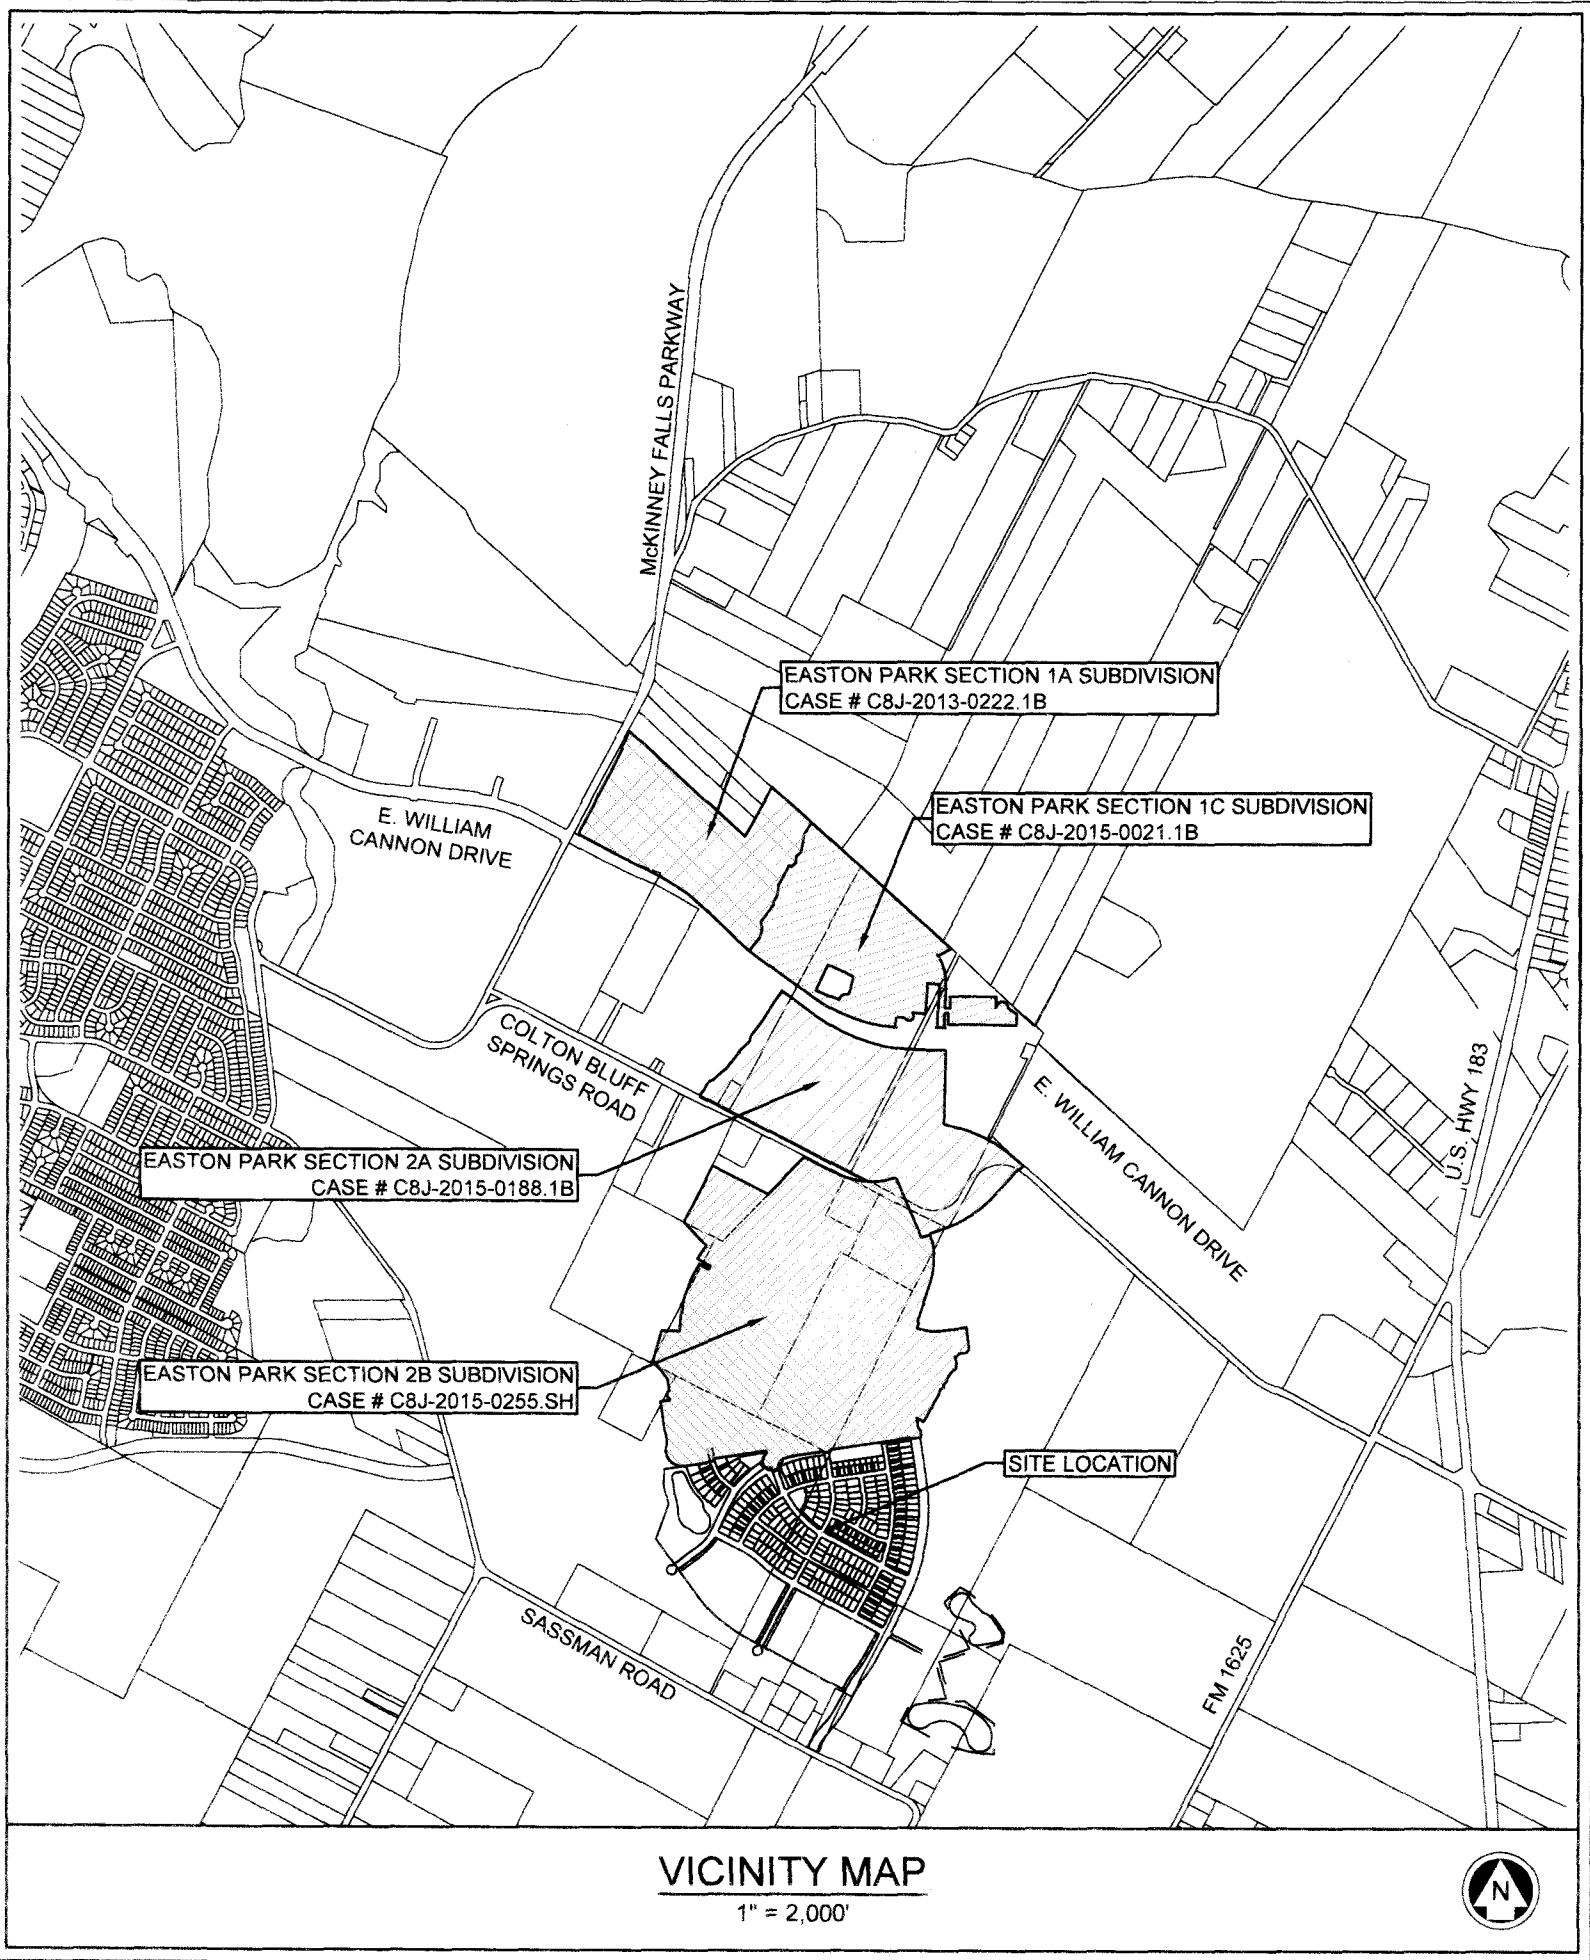 McKINNEY FALLS PARKWAY
EASTON PARK SECTION 1A SUBDIVISION
CASE # C8J-2013-0222.1B
EASTON PARK SECTION 1C SUBDIVISION
CASE # C8J-2015-0021.1B
E. WILLIAM
CANNON DRIVE
COLTON BLUFF
SPRINGS ROAD
E. WILLIAM CANNON DRIVE
U.S. HWY 183
EASTON PARK SECTION 2A SUBDIVISION
CASE # C8J-2015-0188.1B
EASTON PARK SECTION 2B SUBDIVISION
CASE # C8J-2015-0255.SH
SITE LOCATION
SASSMAN ROAD
FM 1625
VICINITY MAP
1" = 2,000'
N